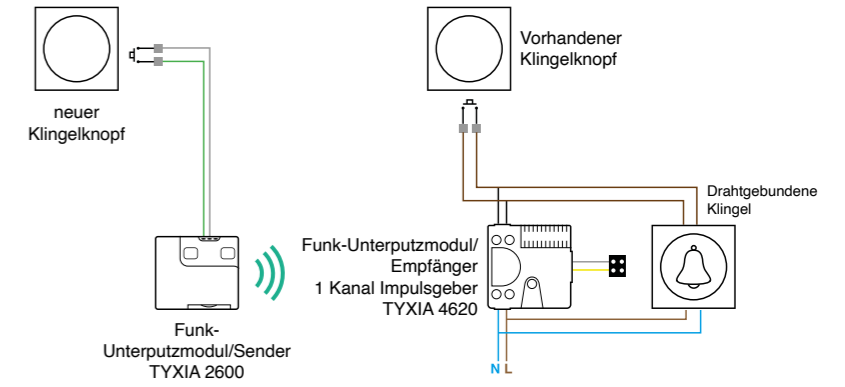 neuer
Klingelknopf
Funk-
Unterputzmodul/Sender
TYXIA 2600
Vorhandener
Klingelknopf
Drahtgebundene
Klingel
Funk-Unterputzmodul/
Empfänger
1 Kanal Impulsgeber
TYXIA 4620
N L